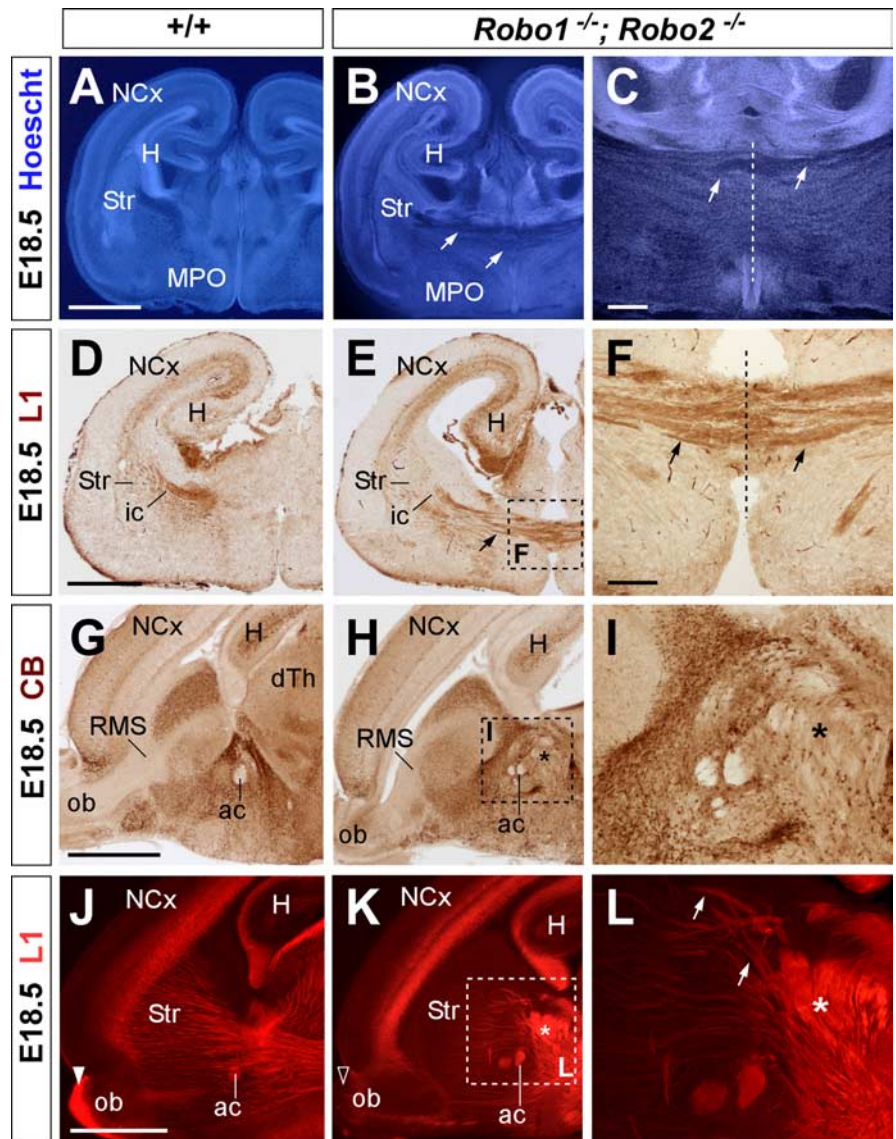 +/+
Robo1 -/-; Robo2 -/-
E18.5 Hoescht
A
NCx
H
Str
MPO
B
NCx
H
Str
MPO
C
E18.5 L1
D
NCx
H
Str
ic
E
NCx
H
Str
ic
F
F
E18.5 CB
G
NCx
H
dTh
RMS
ob
ac
H
NCx
H
I
*
RMS
ob
ac
I
*
E18.5 L1
J
NCx
H
Str
ob
ac
K
NCx
H
Str
*
L
ob
ac
L
*